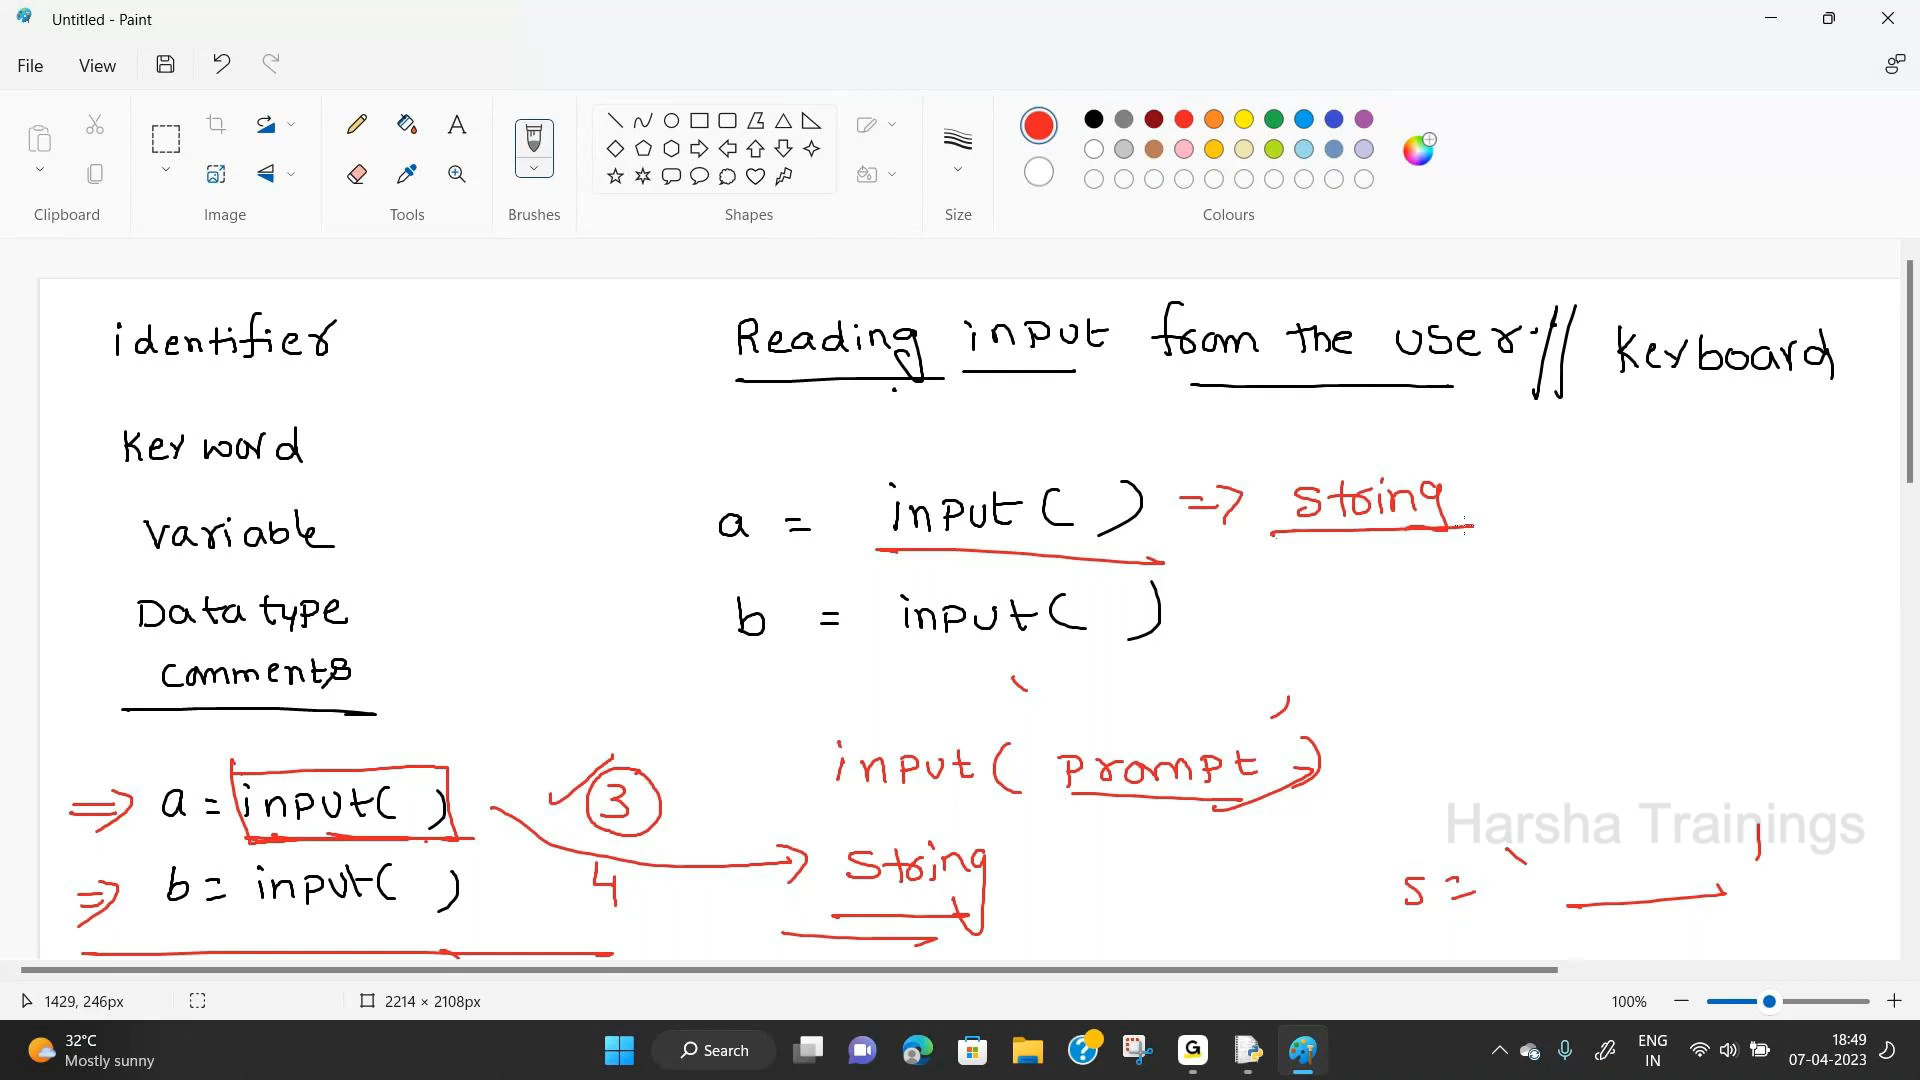 Untitled - Paint
File View
Clipboard Image Tools Brushes Shapes Size Colours
identifier
Reading input from the user. // Keyboard
Keyword
a = input ( ) => string
variable
b = input ( )
Data type
comments
input ( prompt )
a = input ( ) 3
Harsha Trainings
=> string
4
=> b = input ( )
s = ' '
1429, 246px 2214 × 2108px 100%
32°C
Mostly sunny
Search
ENG
IN
18:49
07-04-2023